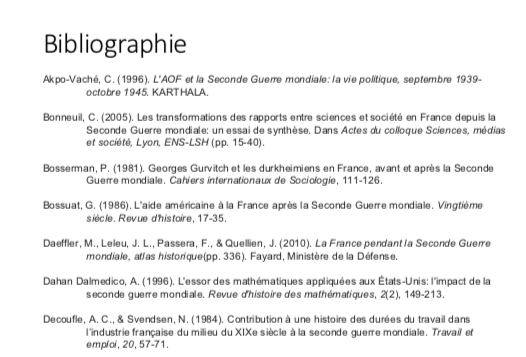 Bibliographie
Akpo-Vaché, C. (1996). L'AOF et la Seconde Guerre mondiale: la vie politique, septembre 1939-
octobre 1945. KARTHALA.
Bonneuil, C. (2005). Les transformations des rapports entre sciences et société en France depuis la
Seconde Guerre mondiale: un essai de synthèse. Dans Actes du colloque Sciences, médias
et société, Lyon, ENS-LSH (pp. 15-40).
Bosserman, P. (1981). Georges Gurvitch et les durkheimiens en France, avant et après la Seconde
Guerre mondiale. Cahiers internationaux de Sociologie, 111-126.
Bossuat, G. (1986). L'aide américaine à la France après la Seconde Guerre mondiale. Vingtième
siècle. Revue d'histoire, 17-35.
Daeffler, M., Leleu, J. L., Passera, F., & Quellien, J. (2010). La France pendant la Seconde Guerre
mondiale, atlas historique(pp. 336). Fayard, Ministère de la Défense.
Dahan Dalmedico, A. (1996). L'essor des mathématiques appliquées aux États-Unis: l'impact de la
seconde guerre mondiale. Revue d'histoire des mathématiques, 2(2), 149-213.
Decoufle, A. C., & Svendsen, N. (1984). Contribution à une histoire des durées du travail dans
l'industrie française du milieu du XIXe siècle à la seconde guerre mondiale. Travail et
emploi, 20, 57-71.